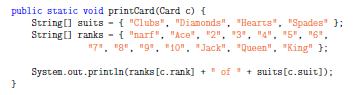 public static void printCard(Card c) {
    String[] suits = { "Clubs", "Diamonds", "Hearts", "Spades" };
    String[] ranks = { "narf", "Ace", "2", "3", "4", "5", "6",
                "7", "8", "9", "10", "Jack", "Queen", "King" };

    System.out.println(ranks[c.rank] + " of " + suits[c.suit]);
}